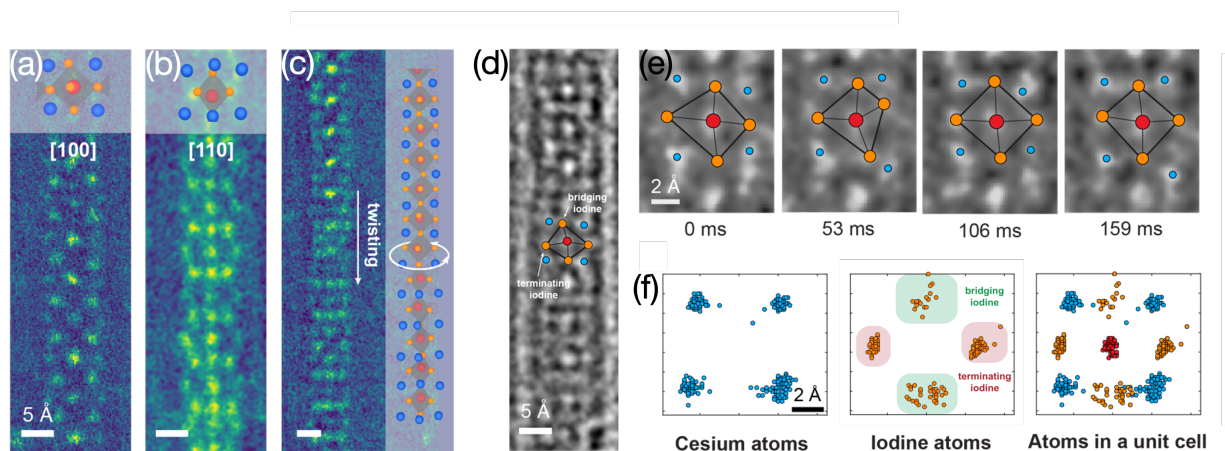 (a)
(b)
(c)
(d)
(e)
(f)
[100]
[110]
twisting
5 Å
bridging
iodine
terminating
iodine
5 Å
2 Å
0 ms
53 ms
106 ms
159 ms
bridging
iodine
terminating
iodine
2 Å
Cesium atoms
Iodine atoms
Atoms in a unit cell